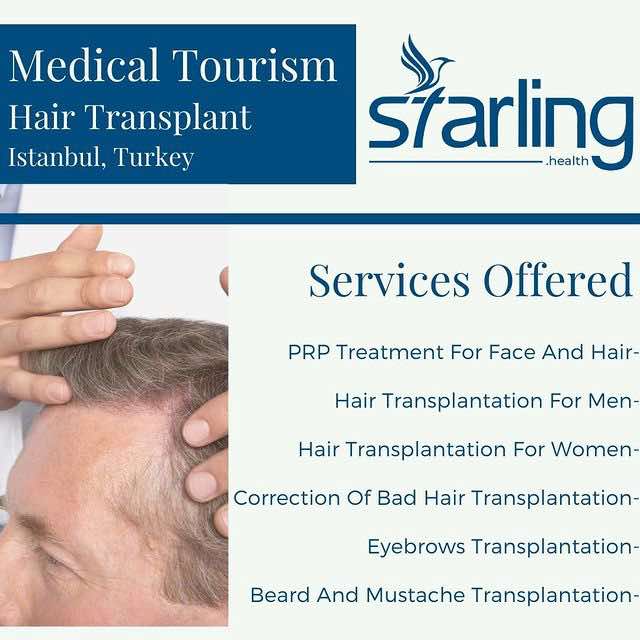 Medical Tourism
Hair Transplant
Istanbul, Turkey
starling
.health
Services Offered
PRP Treatment For Face And Hair-
Hair Transplantation For Men-
Hair Transplantation For Women-
Correction Of Bad Hair Transplantation-
Eyebrows Transplantation-
Beard And Mustache Transplantation-